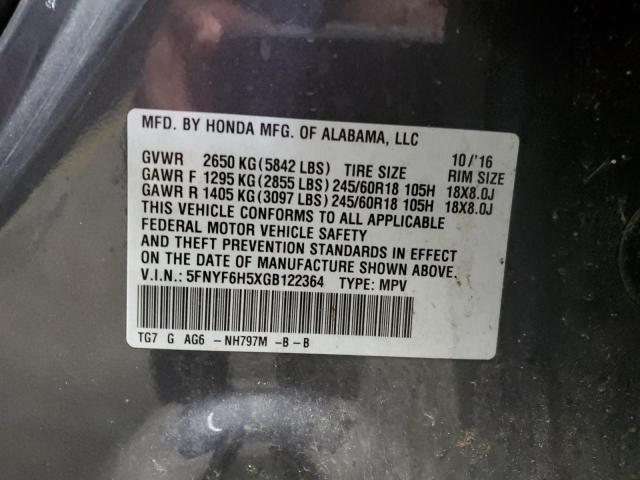 MFD. BY HONDA MFG. OF ALABAMA, LLC
10/'16
GVWR 2650 KG (5842 LBS) TIRE SIZE RIM SIZE
GAWR F 1295 KG (2855 LBS) 245/60R18 105H 18X8.0J
GAWR R 1405 KG (3097 LBS) 245/60R18 105H 18X8.0J
THIS VEHICLE CONFORMS TO ALL APPLICABLE
FEDERAL MOTOR VEHICLE SAFETY
AND THEFT PREVENTION STANDARDS IN EFFECT
ON THE DATE OF MANUFACTURE SHOWN ABOVE.
V.I.N.: 5FNYF6H5XGB122364 TYPE: MPV
TG7 G AG6 -NH797M -B-B